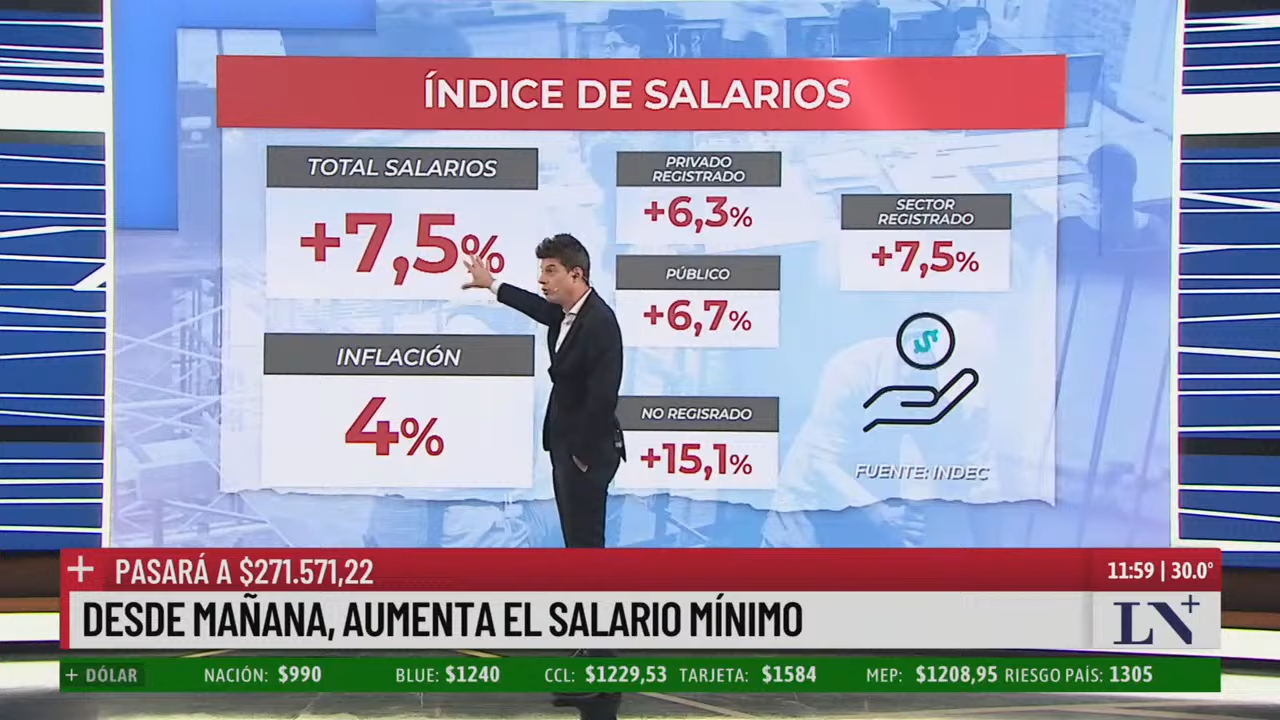 ÍNDICE DE SALARIOS
TOTAL SALARIOS
+7,5%
INFLACIÓN
4%
PRIVADO
REGISTRADO
+6,3%
PÚBLICO
+6,7%
NO REGISRADO
+15,1%
SECTOR
REGISTRADO
+7,5%
$
FUENTE: INDEC
+ PASARÁ A $271.571,22
11:59 | 30.0°
DESDE MAÑANA, AUMENTA EL SALARIO MÍNIMO
LN+
+ DÓLAR NACIÓN: $990 BLUE: $1240 CCL: $1229,53 TARJETA: $1584 MEP: $1208,95 RIESGO PAÍS: 1305